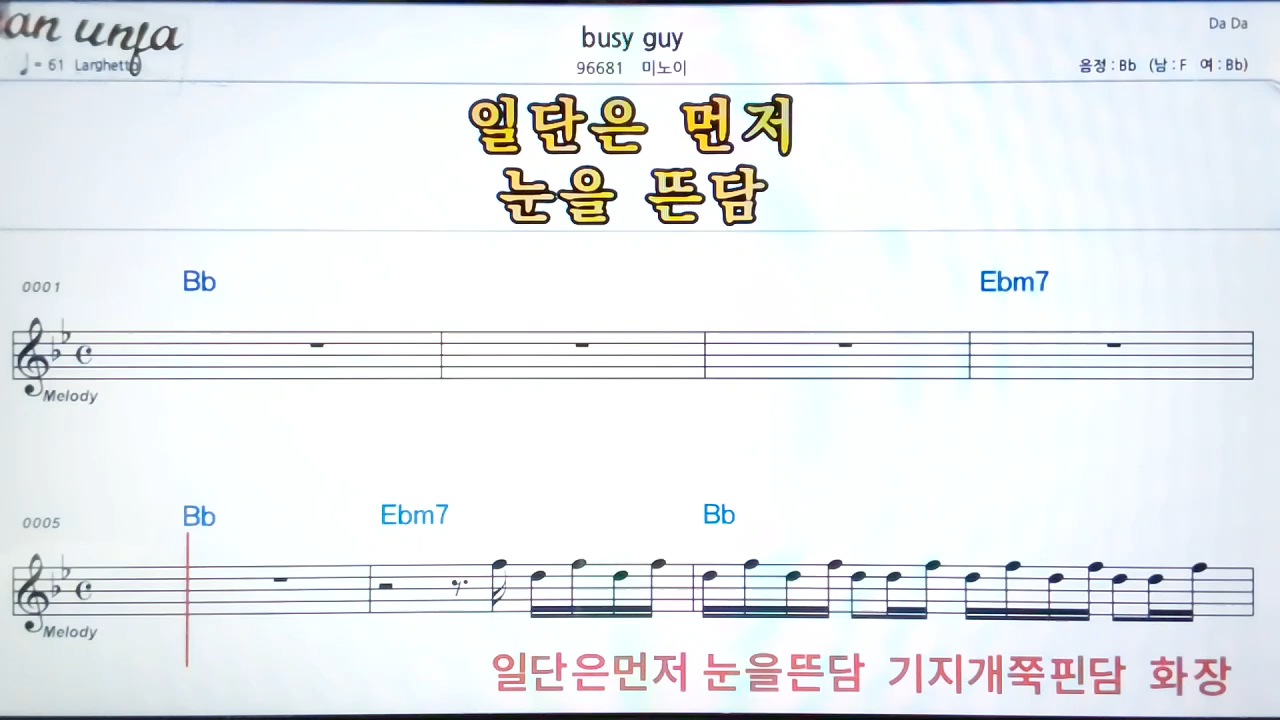 Da Da
busy guy
♩= 61 Larghetto
96681 미노이
음정 : Bb (남 : F 여 : Bb)
일단은 먼저
눈을 뜬담
0001 Bb Ebm7
Melody
0005 Bb Ebm7 Bb
Melody
일단은먼저 눈을뜬담 기지개쭉핀담 화장